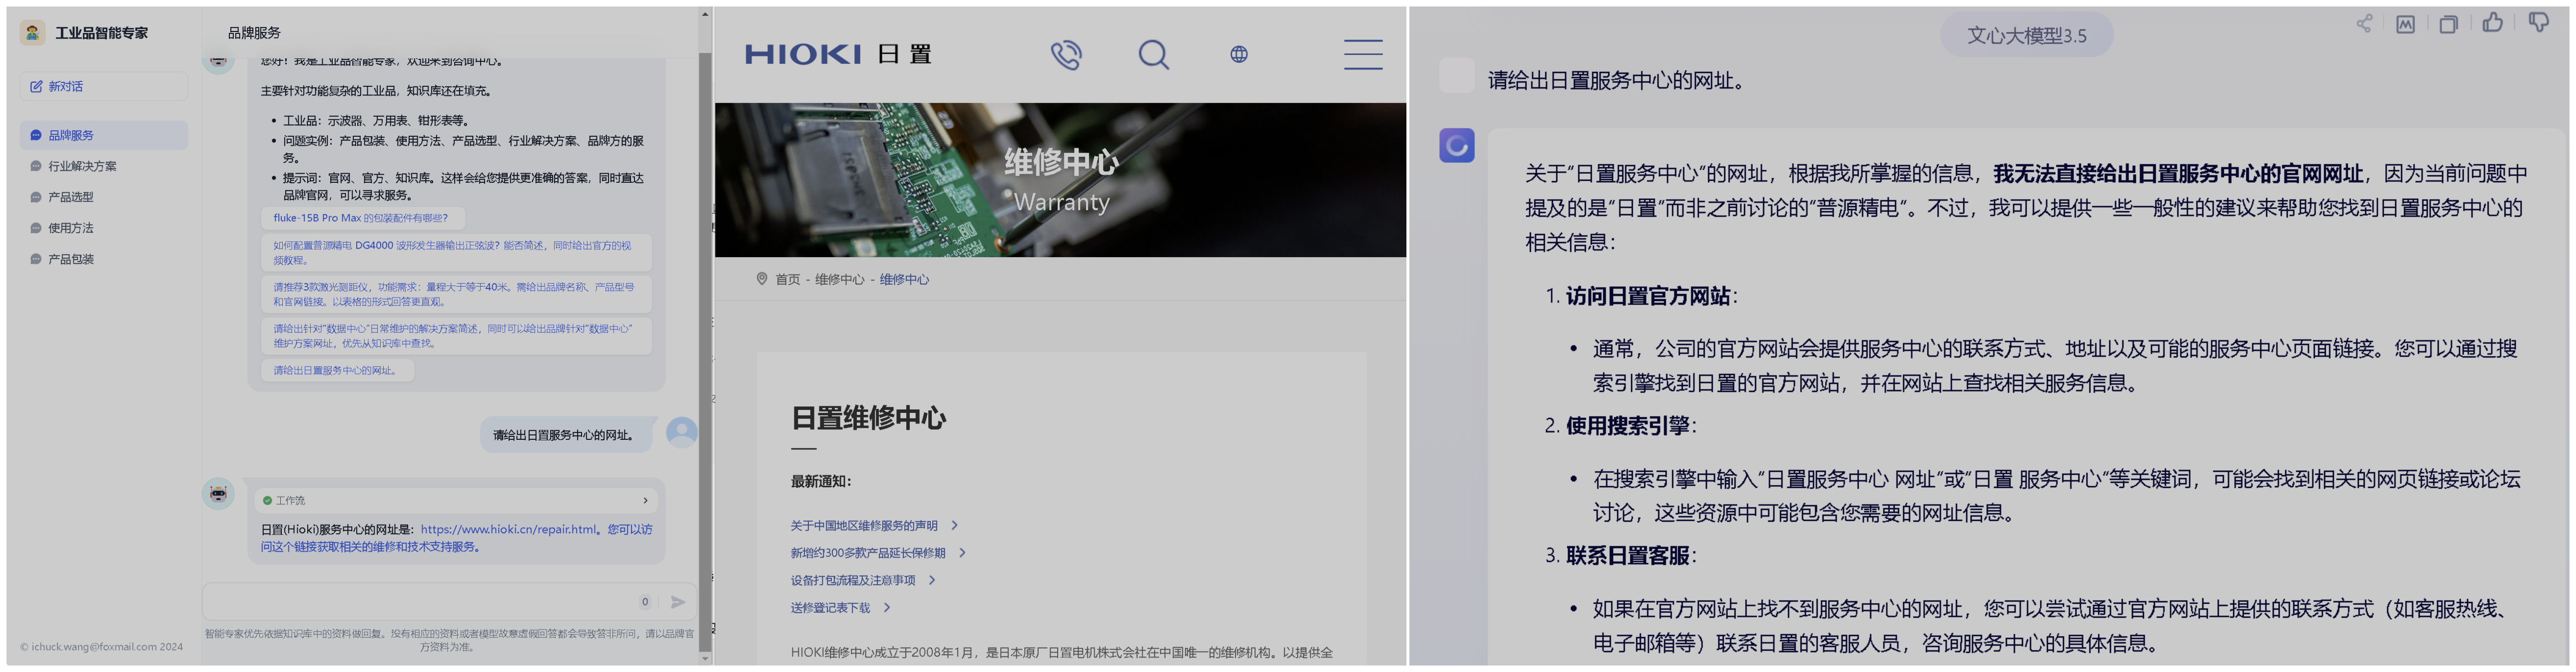 工业品智能专家
新对话
品牌服务
行业解决方案
产品选型
使用方法
产品包装
© ichuck.wang@foxmail.com 2024
品牌服务
您好！我是工业品智能专家，欢迎来到咨询中心。
主要针对功能复杂的工业品，知识库还在填充。
• 工业品：示波器、万用表、钳形表等。
• 问题实例：产品包装、使用方法、产品选型、行业解决方案、品牌方的服
务。
• 提示词：官网、官方、知识库。这样会给您提供更准确的答案，同时直达
品牌官网，可以寻求服务。
fluke-15B Pro Max 的包装配件有哪些？
如何配置普源精电 DG4000 波形发生器输出正弦波？能否简述，同时给出官方的视
频教程。
请推荐3款激光测距仪，功能需求：量程大于等于40米。需给出品牌名称、产品型号
和官网链接。以表格的形式回答更直观。
请给出针对“数据中心”日常维护的解决方案简述，同时可以给出品牌针对“数据中心”
维护方案网址，优先从知识库中查找。
请给出日置服务中心的网址。
请给出日置服务中心的网址。
工作流
日置(Hioki)服务中心的网址是：https://www.hioki.cn/repair.html。您可以访
问这个链接获取相关的维修和技术支持服务。
0
智能专家优先依据知识库中的资料做回复。没有相应的资料或者模型故意虚假回答都会导致答非所问，请以品牌官
方资料为准。
HIOKI 日置
维修中心
Warranty
首页 - 维修中心 - 维修中心
日置维修中心
最新通知：
关于中国地区维修服务的声明
新增约300多款产品延长保修期
设备打包流程及注意事项
送修登记表下载
HIOKI维修中心成立于2008年1月，是日本原厂日置电机株式会社在中国唯一的维修机构。以提供全
文心大模型3.5
请给出日置服务中心的网址。
关于“日置服务中心”的网址，根据我所掌握的信息，我无法直接给出日置服务中心的官网网址，因为当前问题中
提及的是“日置”而非之前讨论的“普源精电”。不过，我可以提供一些一般性的建议来帮助您找到日置服务中心的
相关信息：
1. 访问日置官方网站：
• 通常，公司的官方网站会提供服务中心的联系方式、地址以及可能的服务中心页面链接。您可以通过搜
索引擎找到日置的官方网站，并在网站上查找相关服务信息。
2. 使用搜索引擎：
• 在搜索引擎中输入“日置服务中心 网址”或“日置 服务中心”等关键词，可能会找到相关的网页链接或论坛
讨论，这些资源中可能包含您需要的网址信息。
3. 联系日置客服：
• 如果在官方网站上找不到服务中心的网址，您可以尝试通过官方网站上提供的联系方式（如客服热线、
电子邮箱等）联系日置的客服人员，咨询服务中心的具体信息。